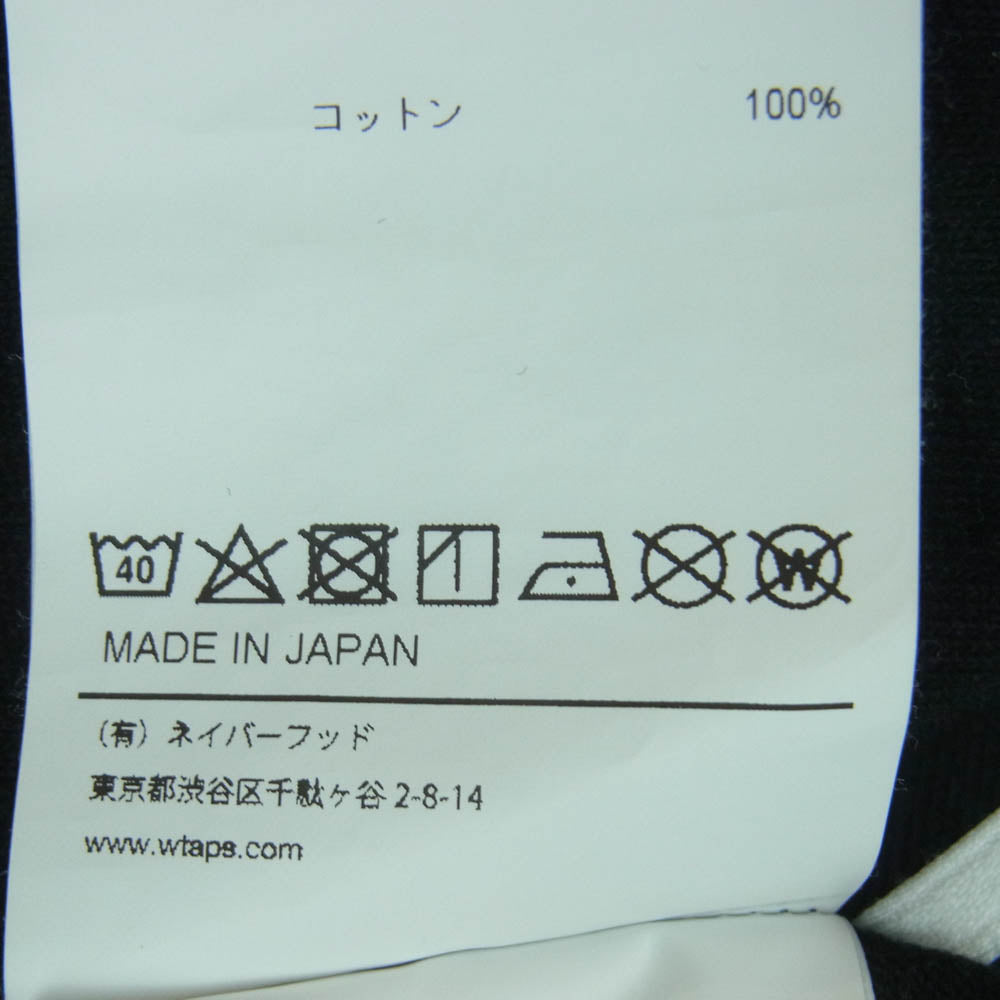 コットン 100%
40 W
MADE IN JAPAN
(有) ネイバーフッド
東京都渋谷区千駄ヶ谷 2-8-14
www.wtaps.com